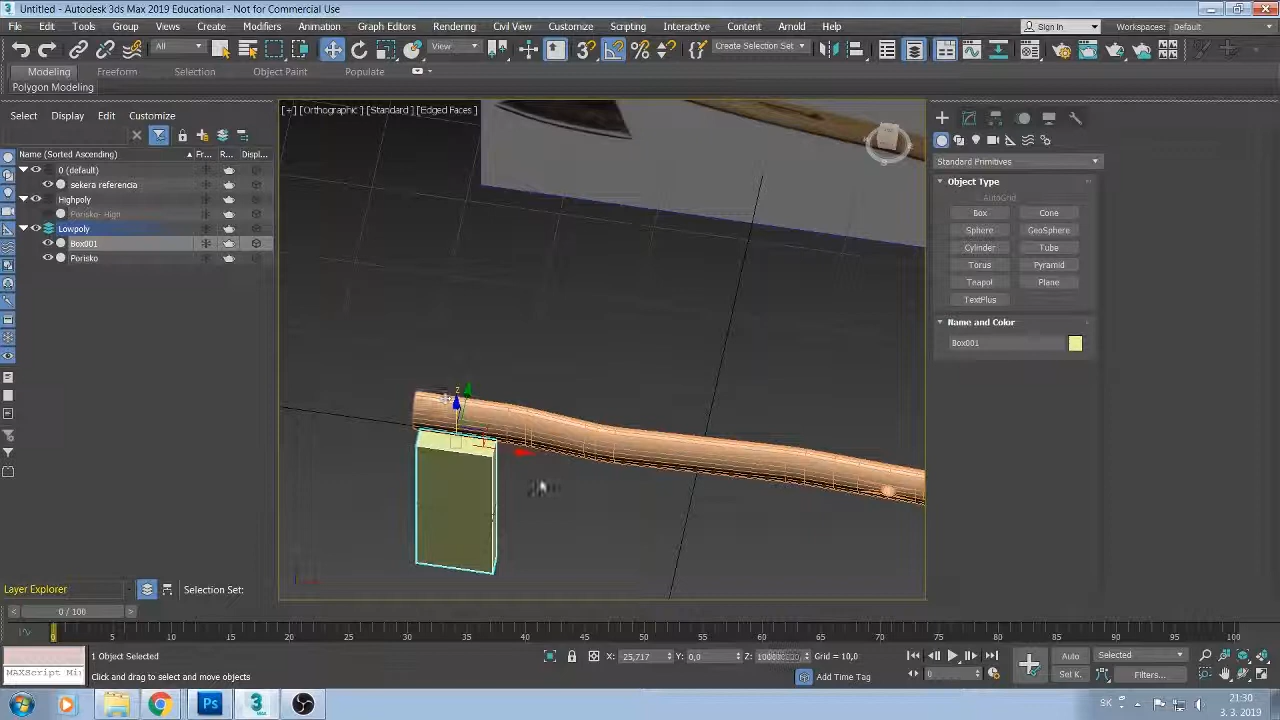 Untitled - Autodesk 3ds Max 2019 Educational - Not for Commercial Use
File Edit Tools Group Views Create Modifiers Animation Graph Editors Rendering Civil View Customize Scripting Interactive Content Arnold Help
Sign In Workspaces: Default
All View Create Selection Set
Modeling Freeform Selection Object Paint Populate
Polygon Modeling
Select Display Edit Customize
[+] [Orthographic ] [Standard ] [Edged Faces ]
Name (Sorted Ascending) Fr... R... Displ...
0 (default)
sekera referencia
Highpoly
Porisko- High
Lowpoly
Box001
Porisko
Standard Primitives
Object Type
AutoGrid
Box Cone
Sphere GeoSphere
Cylinder Tube
Torus Pyramid
Teapot Plane
TextPlus
Name and Color
Box001
z
Layer Explorer Selection Set:
0 / 100
0 5 10 15 20 25 30 35 40 45 50 55 60 65 70 75 80 85 90 95 100
1 Object Selected X: 25,717 Y: 0,0 Z: Grid = 10,0 Auto Selected
MAXScript Mi Click and drag to select and move objects Add Time Tag 0 Set K. Filters...
SK 21:30
3. 3. 2019